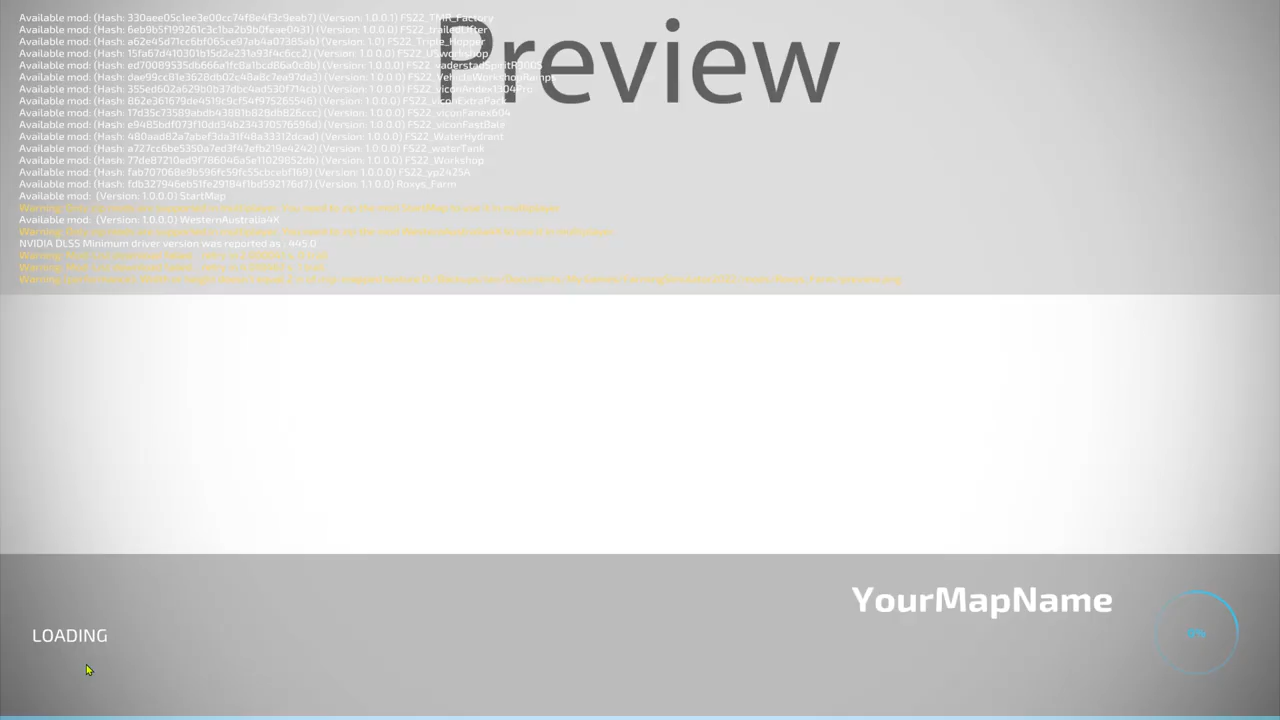 Preview
Available mod: (Hash: 330aee05c1ee3e00cc74f8e4f3c9eab7) (Version: 1.0.0.1) FS22_TMR_Factory
Available mod: (Hash: 6eb9b5f199261c3c1ba2b9b0feae0431) (Version: 1.0.0.0) FS22_trailedLifter
Available mod: (Hash: a62e45d71cc6bf065ce97ab4a07385ab) (Version: 1.0) FS22_Triple_Hopper
Available mod: (Hash: 15fa67d410301b15d2e231a93f4c6cc2) (Version: 1.0.0.0) FS22_USworkshop
Available mod: (Hash: ed70089535db666a1fc8a1bcd86a0c8b) (Version: 1.0.0.0) FS22_vaderstadSpiritR300S
Available mod: (Hash: dae99cc81e3628db02c48a8c7ea97da3) (Version: 1.0.0.0) FS22_VehicleWorkshopRamps
Available mod: (Hash: 355ed602a629b0b37dbc4ad530f714cb) (Version: 1.0.0.0) FS22_viconAndex1304Pro
Available mod: (Hash: 862e361679de4519c9cf54f975265546) (Version: 1.0.0.0) FS22_viconExtraPack
Available mod: (Hash: 17d35c73589abdb43981b828db826ccc) (Version: 1.0.0.0) FS22_viconFanex604
Available mod: (Hash: e9485bdf073f10dd34b234370576596d) (Version: 1.0.0.0) FS22_viconFastBale
Available mod: (Hash: 480aad82a7abef3da31f48a33312dcad) (Version: 1.0.0.0) FS22_WaterHydrant
Available mod: (Hash: a727cc6be5350a7ed3f47efb219e4242) (Version: 1.0.0.0) FS22_waterTank
Available mod: (Hash: 77de87210ed9f786046a5e11029852db) (Version: 1.0.0.0) FS22_Workshop
Available mod: (Hash: fab707068e9b596fc59fc55cbcebf169) (Version: 1.0.0.0) FS22_yp2425A
Available mod: (Hash: fdb327946eb51fe29184f1bd592176d7) (Version: 1.1.0.0) Roxys_Farm
Available mod: (Version: 1.0.0.0) StartMap
Available mod: (Version: 1.0.0.0) WesternAustralia4X
NVIDIA DLSS Minimum driver version was reported as : 445.0
YourMapName
LOADING